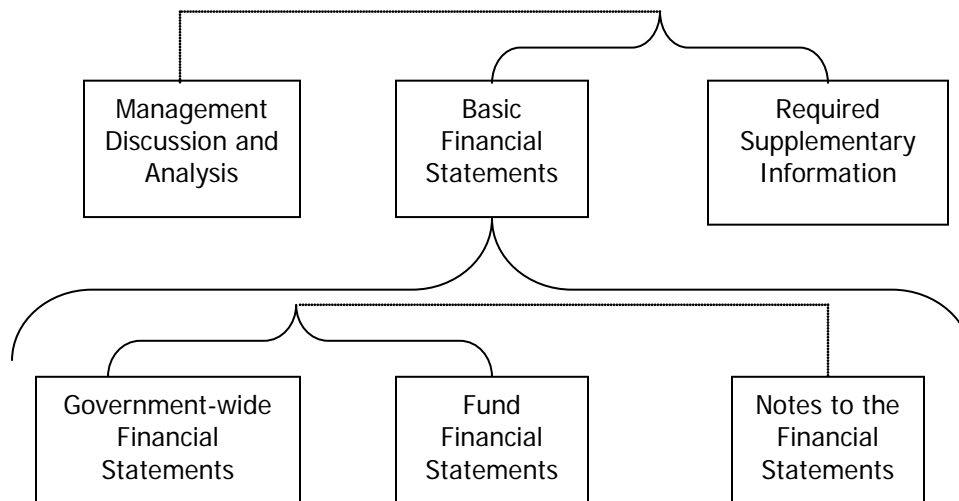 Management
Discussion and
Analysis
Basic
Financial
Statements
Required
Supplementary
Information
Government-wide
Financial
Statements
Fund
Financial
Statements
Notes to the
Financial
Statements